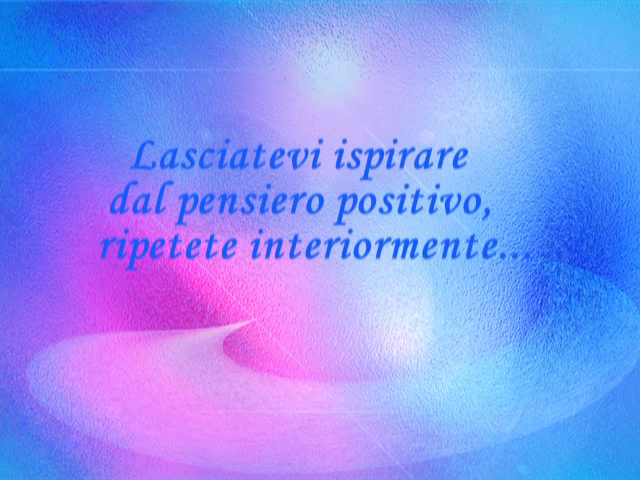 Lasciatevi ispirare
dal pensiero positivo,
ripetete interiormente...